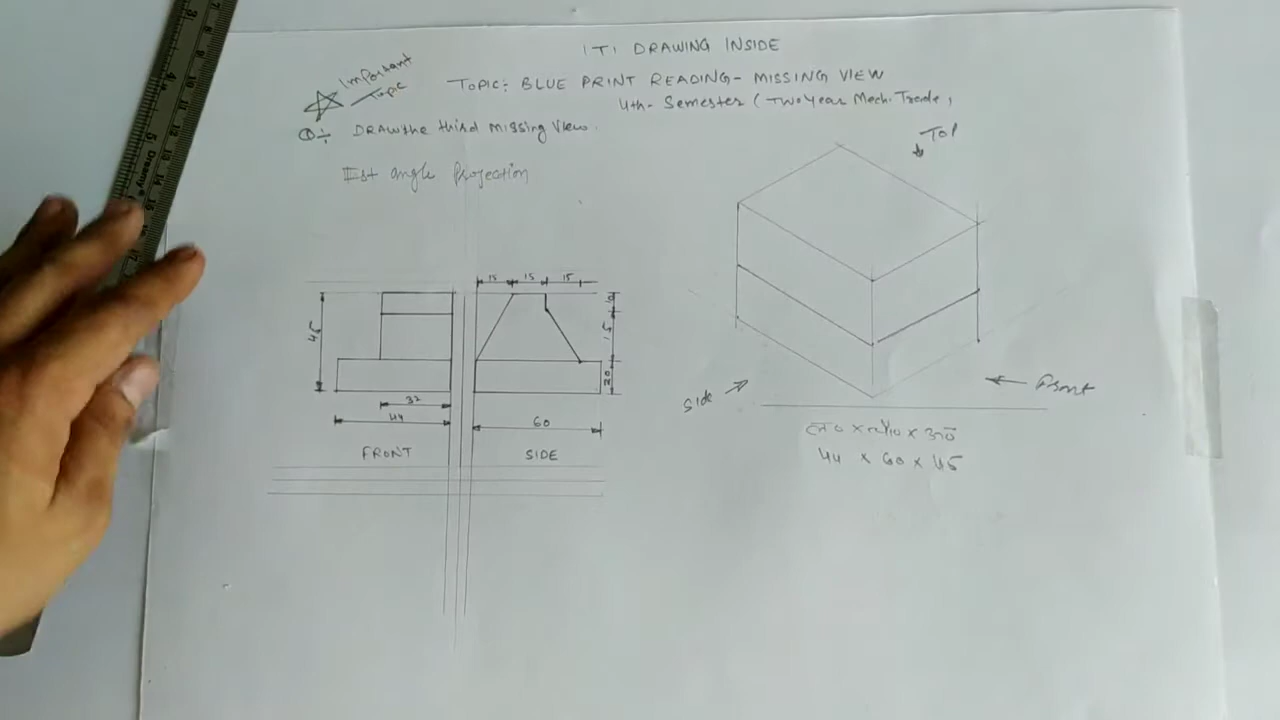 ITI DRAWING INSIDE
Important
Topic
TOPIC: BLUE PRINT READING - MISSING VIEW
4th - Semester (Two Year Mech. Trade,
Q÷ DRAW the third missing View.
Ist angle Projection
Top
15 15 15
45
10
15
20
32
44
60
FRONT
SIDE
Side
Front
44 x 60 x 45
Dreamy